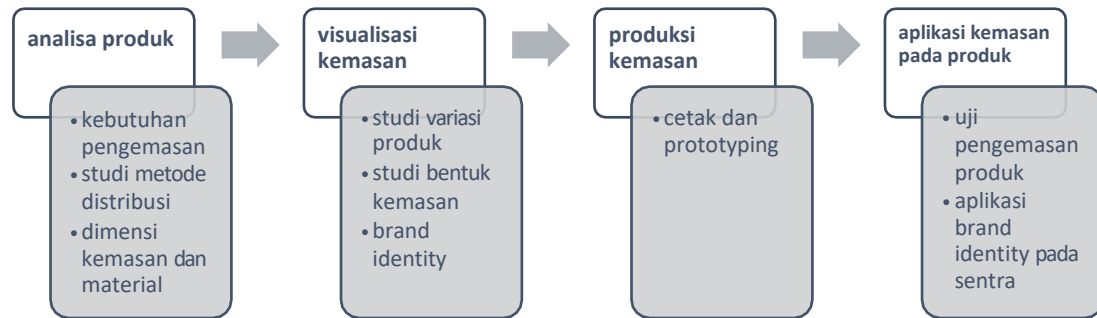 analisa produk
• kebutuhan
pengemasan
• studi metode
distribusi
• dimensi
kemasan dan
material
visualisasi
kemasan
• studi variasi
produk
• studi bentuk
kemasan
• brand
identity
produksi
kemasan
• cetak dan
prototyping
aplikasi kemasan
pada produk
• uji
pengemasan
produk
• aplikasi
brand
identity pada
sentra